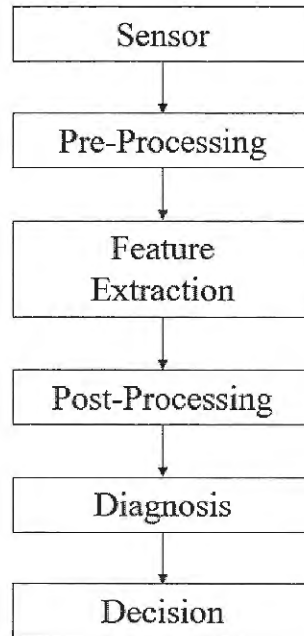 Sensor
Pre-Processing
Feature
Extraction
Post-Processing
Diagnosis
Decision